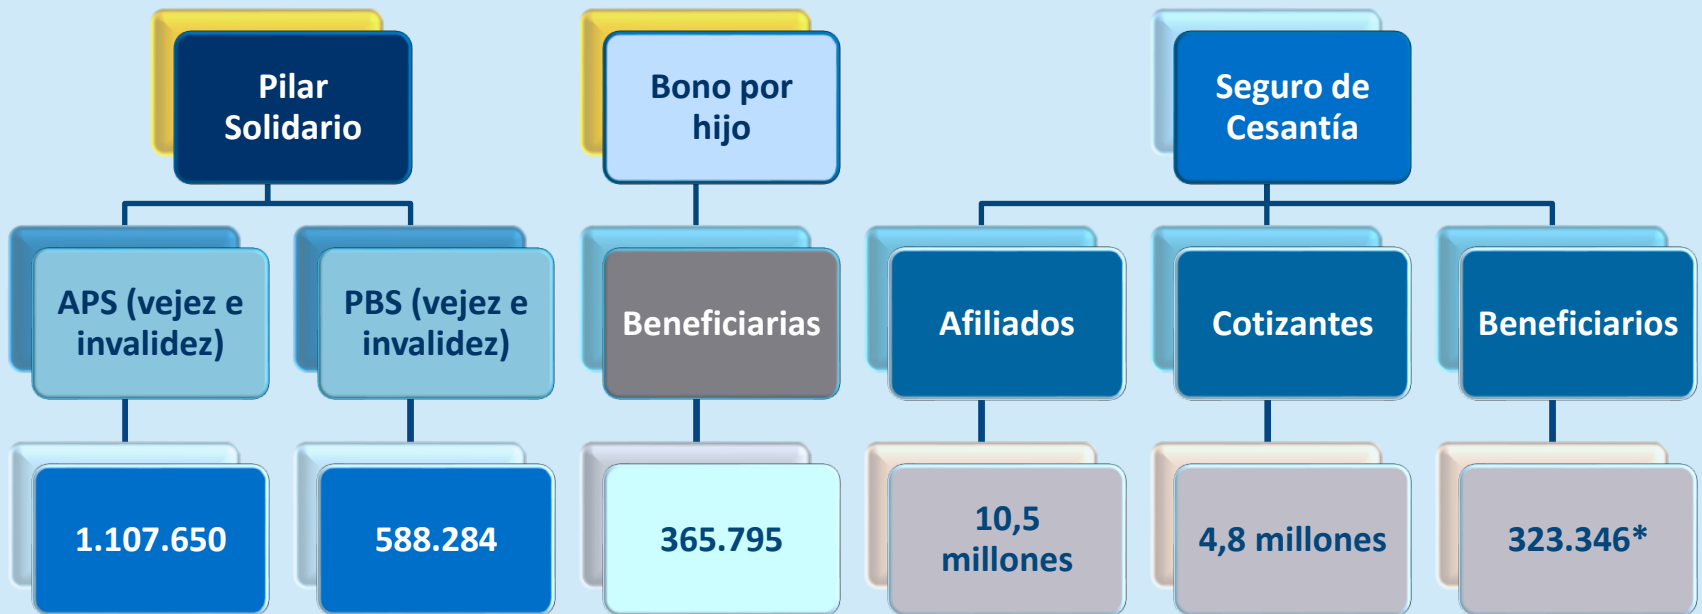 Pilar
Solidario
Bono por
hijo
Seguro de
Cesantía
APS (vejez e
invalidez)
PBS (vejez e
invalidez)
Beneficiarias
Afiliados
Cotizantes
Beneficiarios
1.107.650
588.284
365.795
10,5
millones
4,8 millones
323.346*